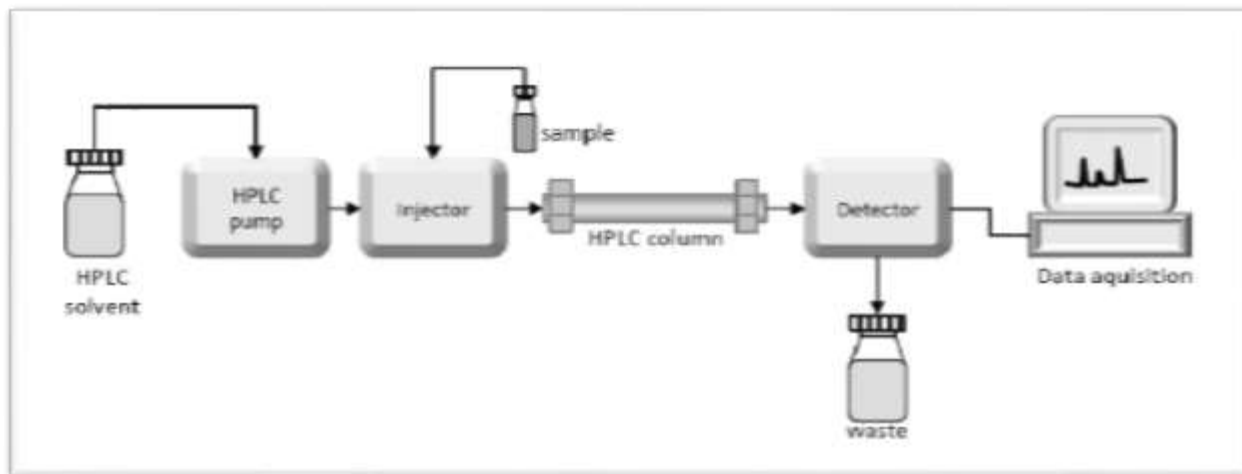 sample
HPLC
pump
Injector
Detector
HPLC column
HPLC
solvent
Data aquisition
waste